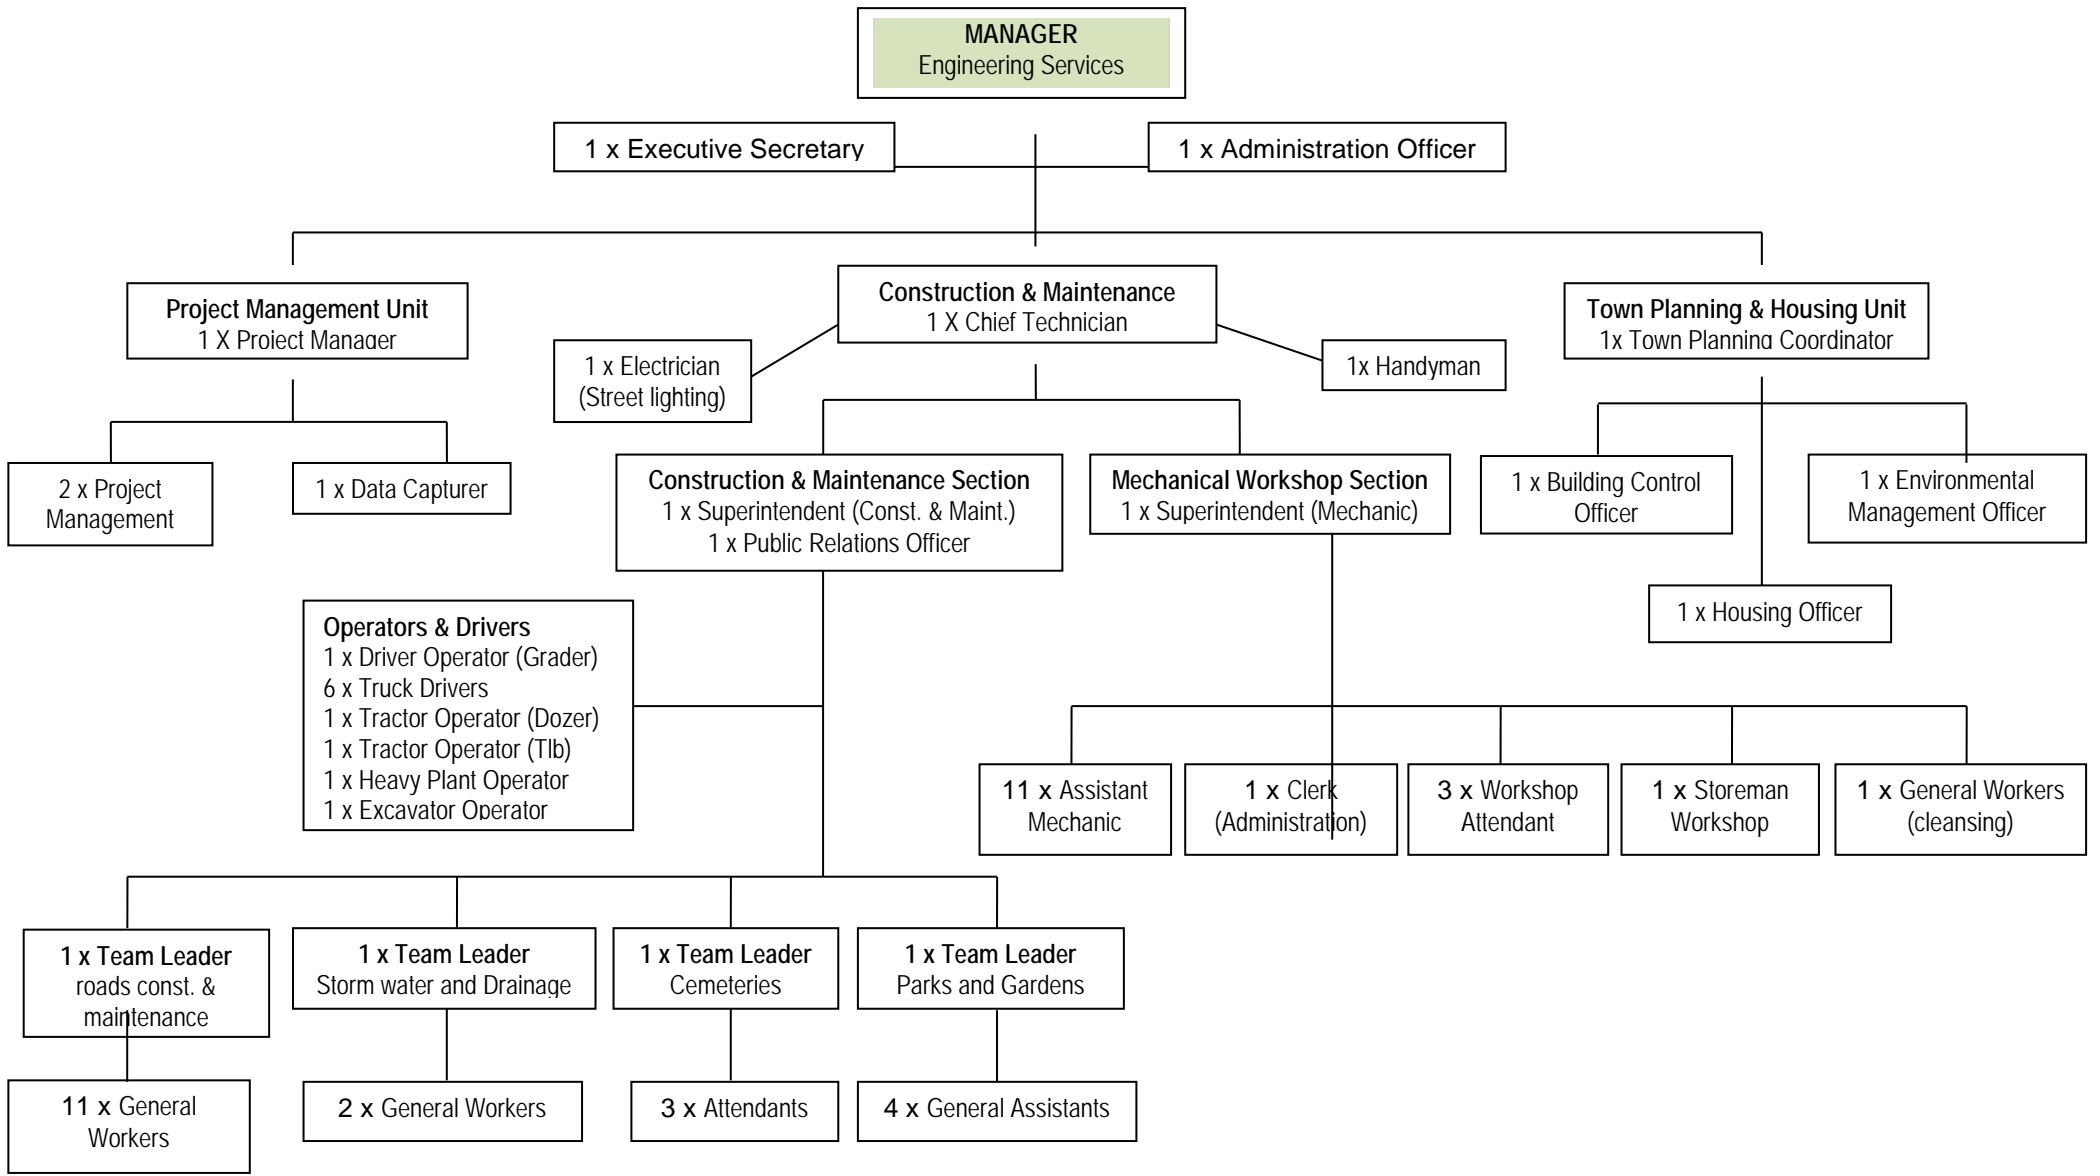 MANAGER
Engineering Services
1 x Executive Secretary
1 x Administration Officer
Project Management Unit
1 X Project Manager
Construction & Maintenance
1 X Chief Technician
Town Planning & Housing Unit
1x Town Planning Coordinator
1 x Electrician
(Street lighting)
1x Handyman
2 x Project
Management
1 x Data Capturer
Construction & Maintenance Section
1 x Superintendent (Const. & Maint.)
1 x Public Relations Officer
Mechanical Workshop Section
1 x Superintendent (Mechanic)
1 x Building Control
Officer
1 x Environmental
Management Officer
1 x Housing Officer
Operators & Drivers
1 x Driver Operator (Grader)
6 x Truck Drivers
1 x Tractor Operator (Dozer)
1 x Tractor Operator (Tlb)
1 x Heavy Plant Operator
1 x Excavator Operator
11 x Assistant
Mechanic
1 x Clerk
(Administration)
3 x Workshop
Attendant
1 x Storeman
Workshop
1 x General Workers
(cleansing)
1 x Team Leader
roads const. &
maintenance
1 x Team Leader
Storm water and Drainage
1 x Team Leader
Cemeteries
1 x Team Leader
Parks and Gardens
11 x General
Workers
2 x General Workers
3 x Attendants
4 x General Assistants